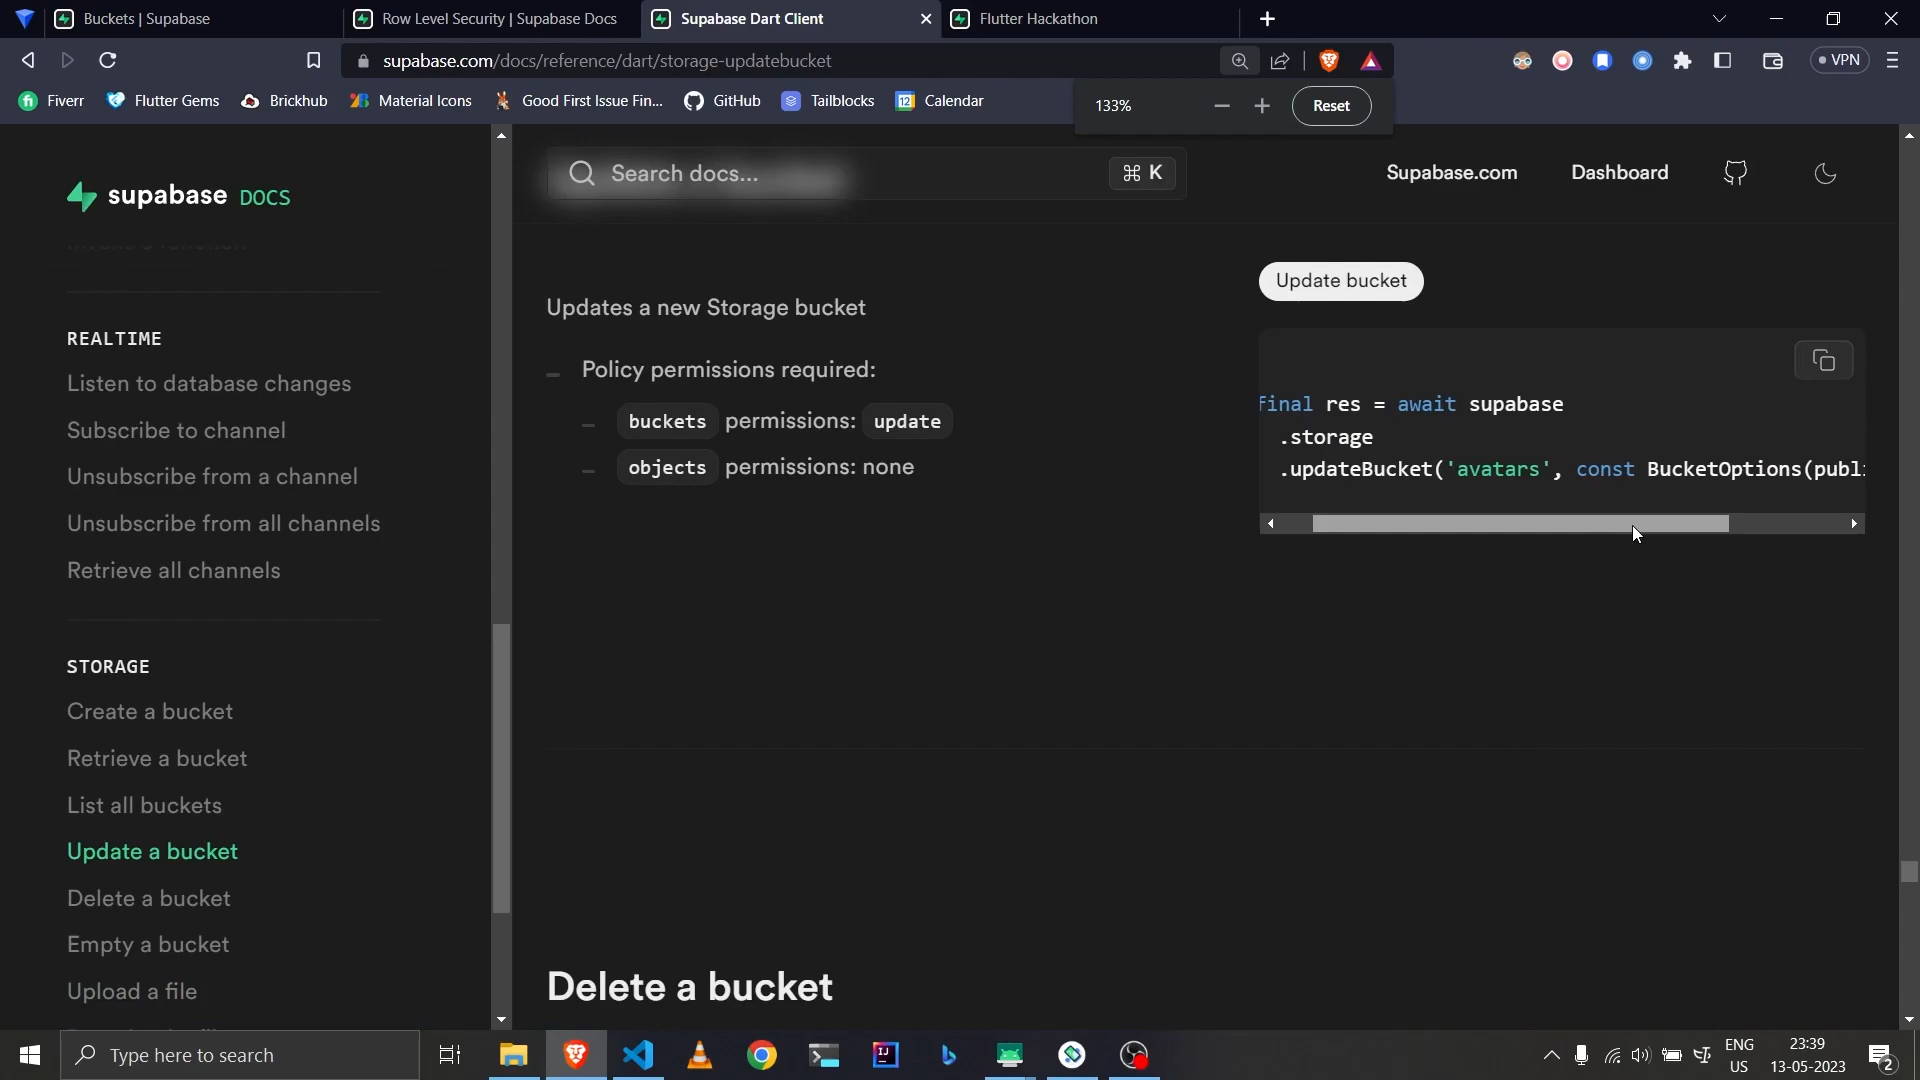 Buckets | Supabase
Row Level Security | Supabase Docs
Supabase Dart Client
Flutter Hackathon
supabase.com/docs/reference/dart/storage-updatebucket
VPN
Fiverr
Flutter Gems
Brickhub
Material Icons
Good First Issue Fin...
GitHub
Tailblocks
12
Calendar
133%
Reset
supabase DOCS
Search docs...
⌘ K
Supabase.com
Dashboard
REALTIME
Listen to database changes
Subscribe to channel
Unsubscribe from a channel
Unsubscribe from all channels
Retrieve all channels
STORAGE
Create a bucket
Retrieve a bucket
List all buckets
Update a bucket
Delete a bucket
Empty a bucket
Upload a file
Updates a new Storage bucket
Policy permissions required:
buckets permissions: update
objects permissions: none
Update bucket
final res = await supabase
.storage
.updateBucket('avatars', const BucketOptions(publi
Delete a bucket
Type here to search
ENG
US
23:39
13-05-2023
2